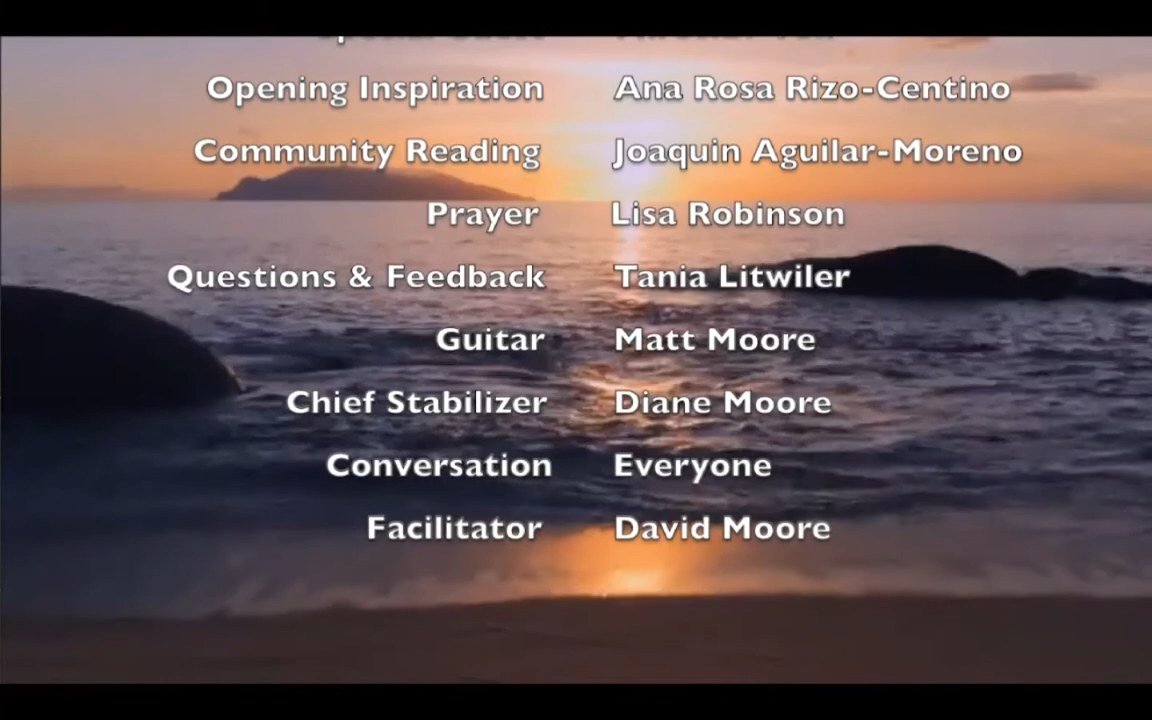 Opening Inspiration Ana Rosa Rizo-Centino
Community Reading Joaquin Aguilar-Moreno
Prayer Lisa Robinson
Questions & Feedback Tania Litwiler
Guitar Matt Moore
Chief Stabilizer Diane Moore
Conversation Everyone
Facilitator David Moore